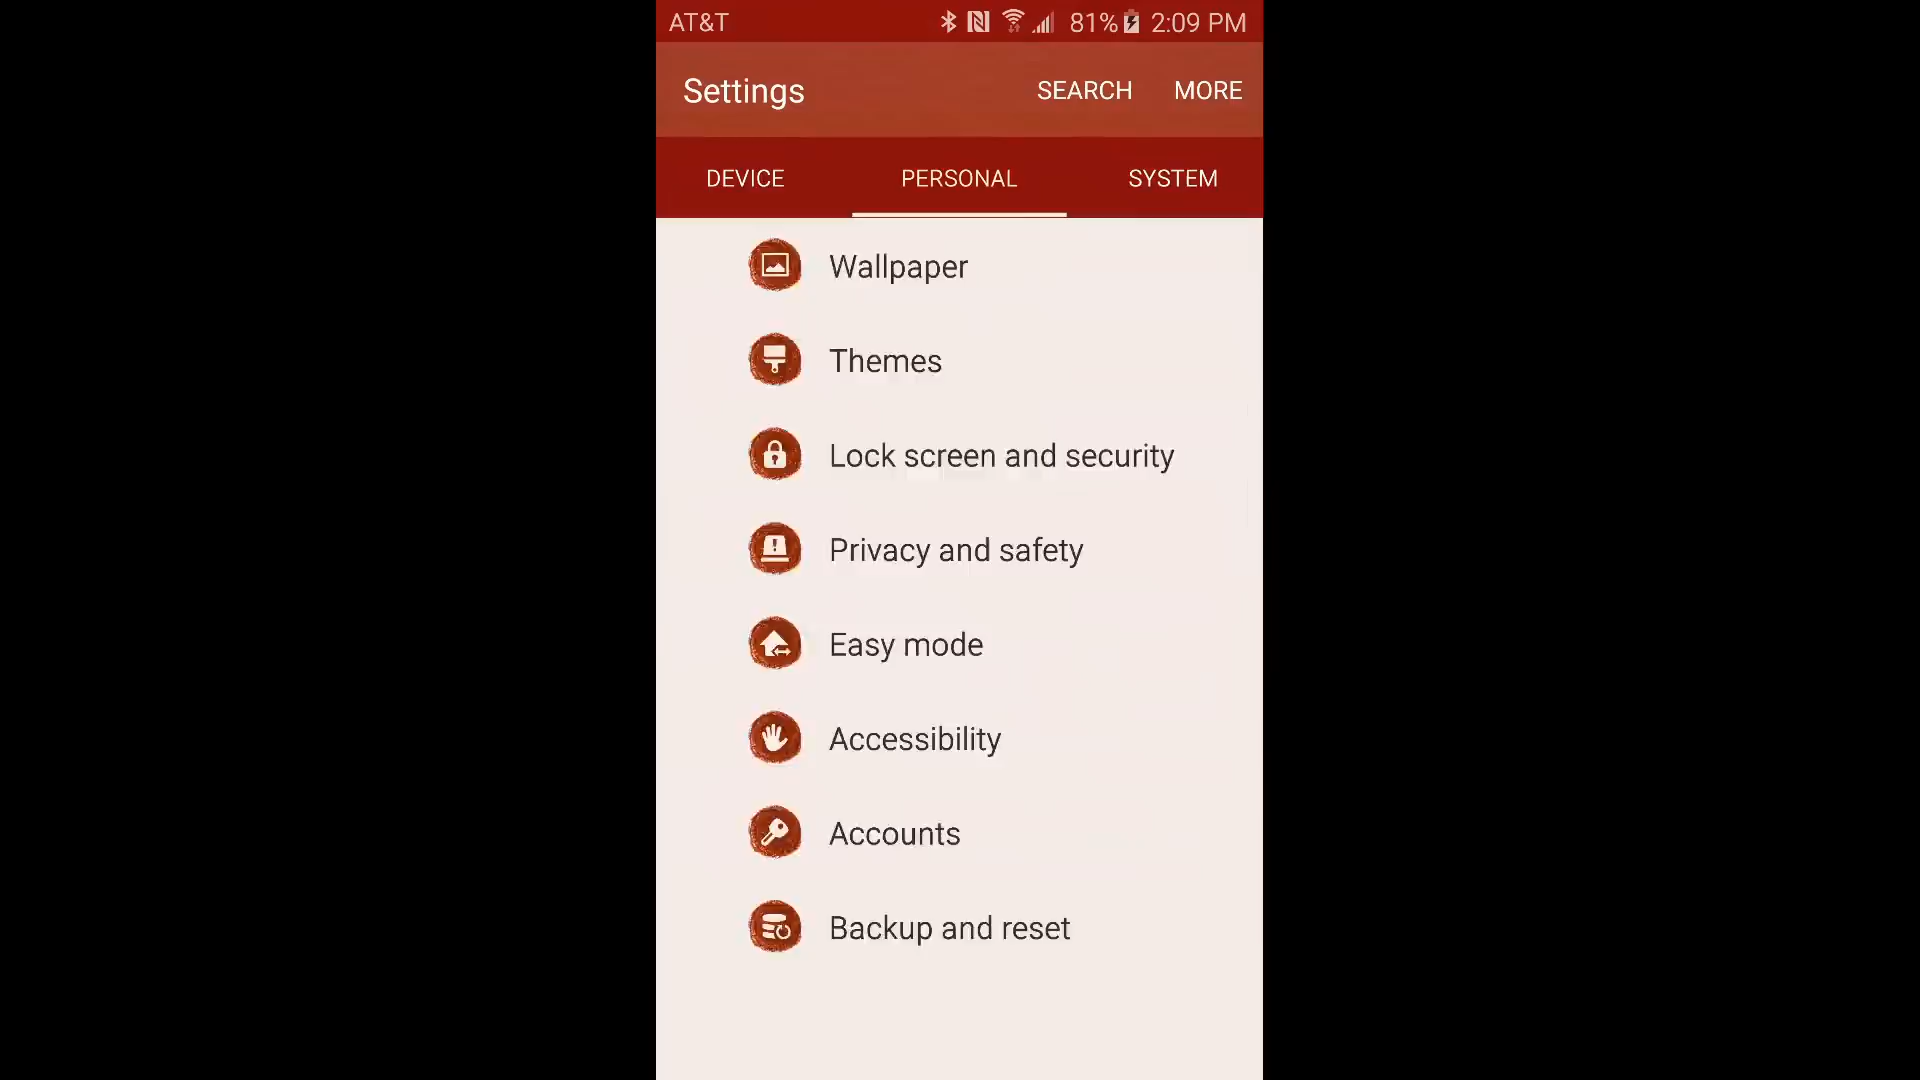 AT&T 81% 2:09 PM
Settings SEARCH MORE
DEVICE PERSONAL SYSTEM
Wallpaper
Themes
Lock screen and security
Privacy and safety
Easy mode
Accessibility
Accounts
Backup and reset